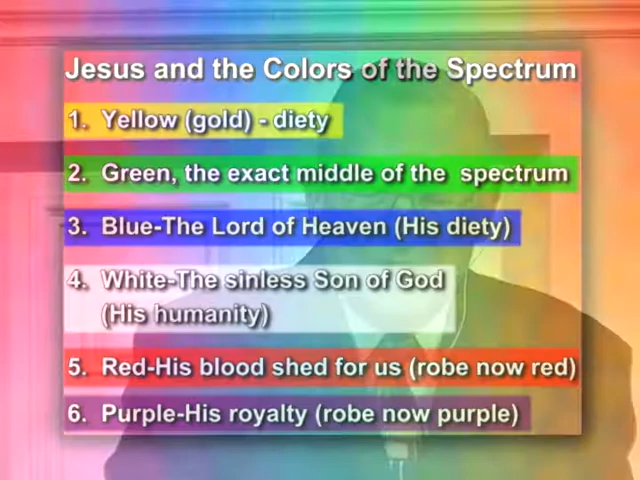 Jesus and the Colors of the Spectrum
1. Yellow (gold) - diety
2. Green, the exact middle of the spectrum
3. Blue-The Lord of Heaven (His diety)
4. White-The sinless Son of God
(His humanity)
5. Red-His blood shed for us (robe now red)
6. Purple-His royalty (robe now purple)